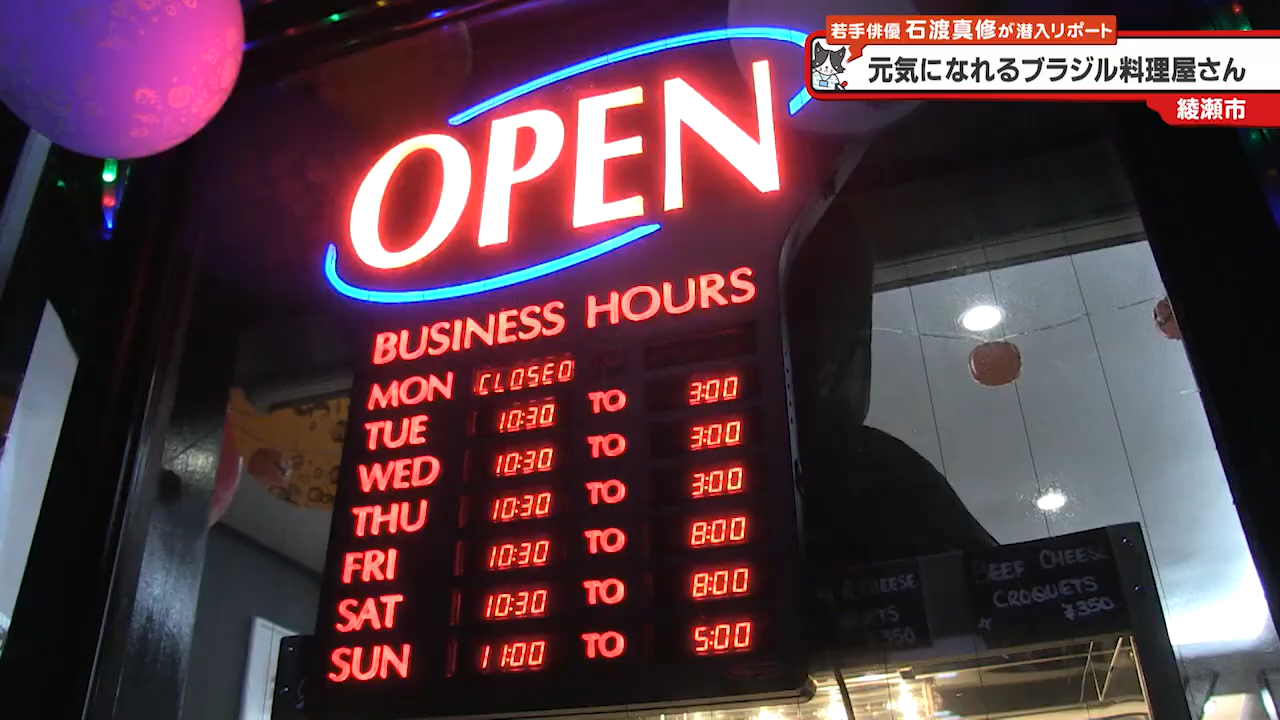 若手俳優 石渡真修が潜入リポート
元気になれるブラジル料理屋さん
綾瀬市
OPEN
BUSINESS HOURS
MON CLOSED
TUE 10:30 TO 3:00
WED 10:30 TO 3:00
THU 10:30 TO 3:00
FRI 10:30 TO 8:00
SAT 10:30 TO 8:00
SUN 11:00 TO 5:00
& CHEESE
BEEF CHEESE
CROQUETS
¥350
350